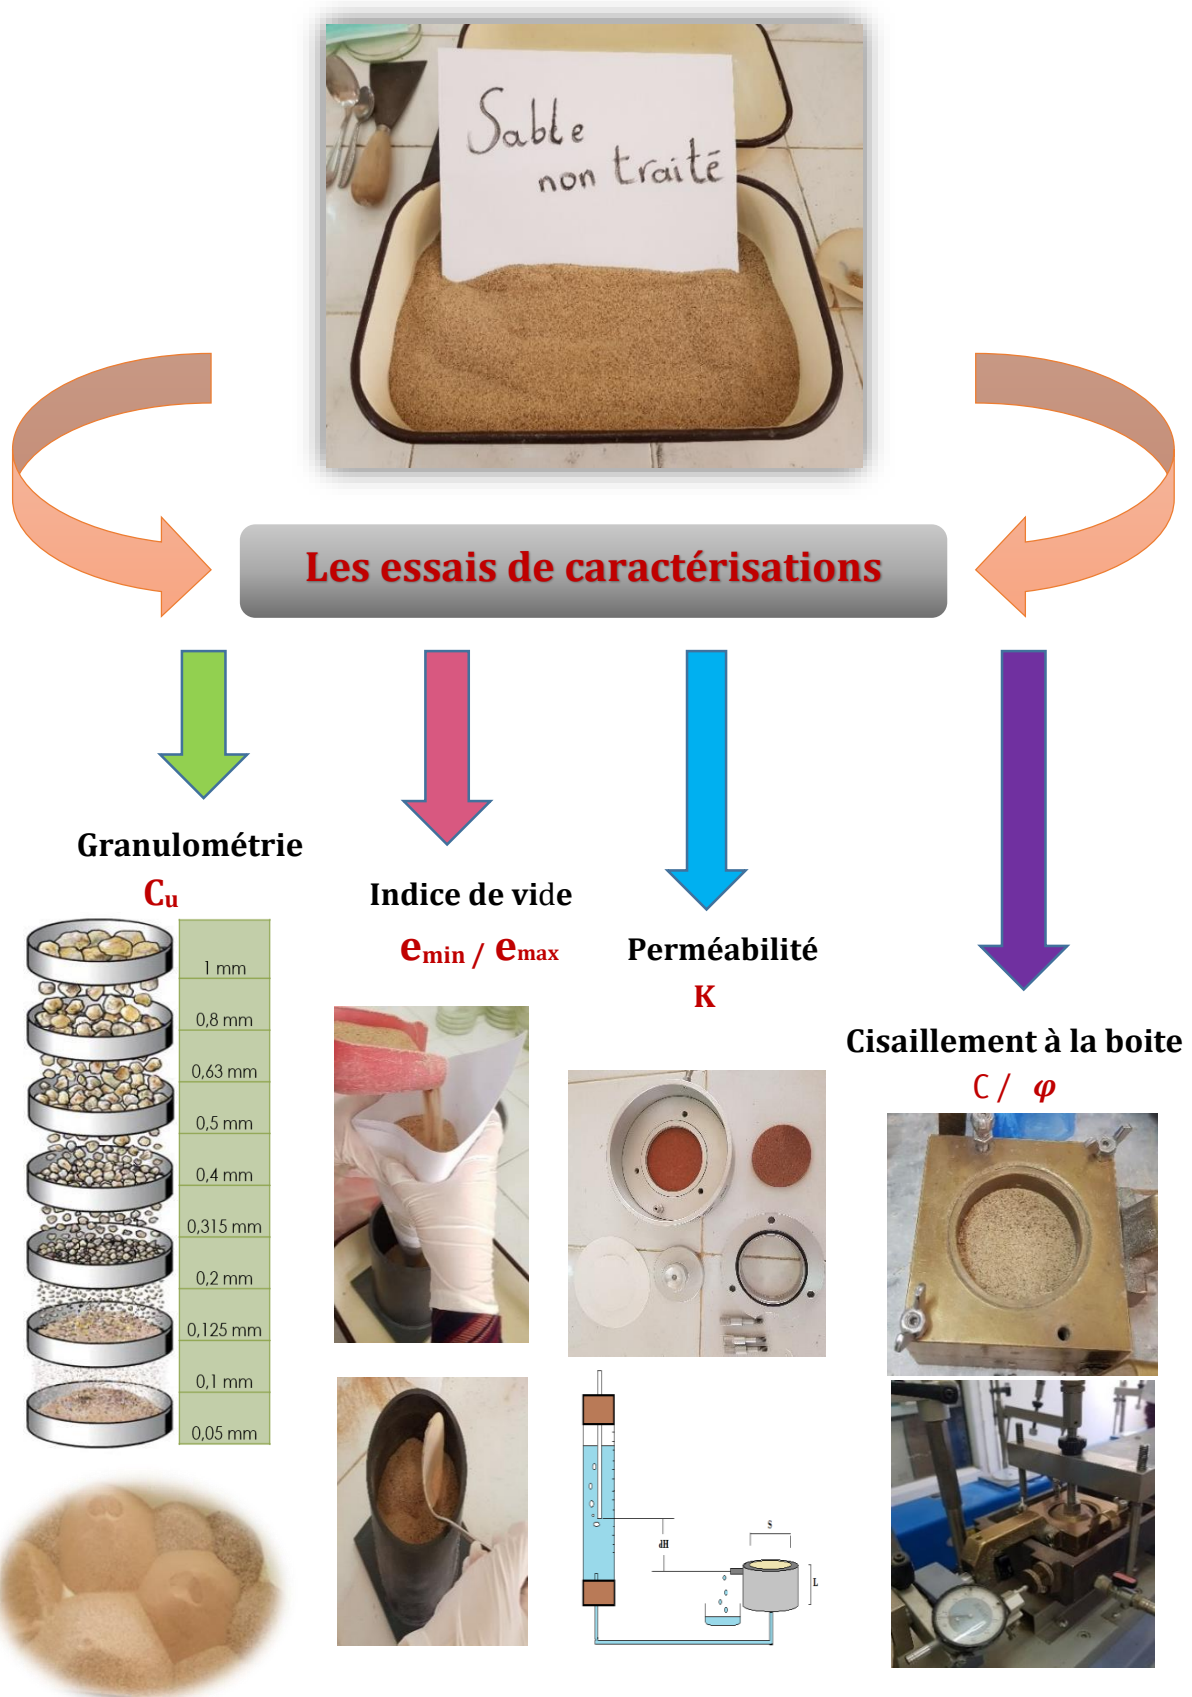 Sable
non traité
Les essais de caractérisations
Granulométrie
Cu
Indice de vide
emin / emax
Perméabilité
K
Cisaillement à la boite
C / φ
1 mm
0,8 mm
0,63 mm
0,5 mm
0,4 mm
0,315 mm
0,2 mm
0,125 mm
0,1 mm
0,05 mm
S
dH
L